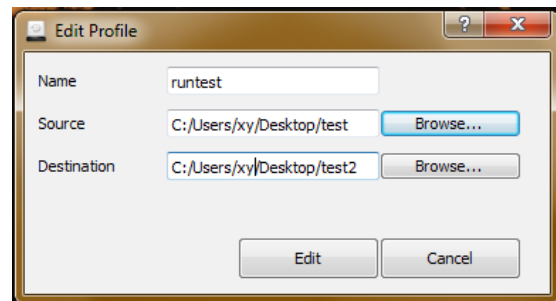 Edit Profile
Name runtest
Source C:/Users/xy/Desktop/test Browse...
Destination C:/Users/xy/Desktop/test2 Browse...
Edit Cancel